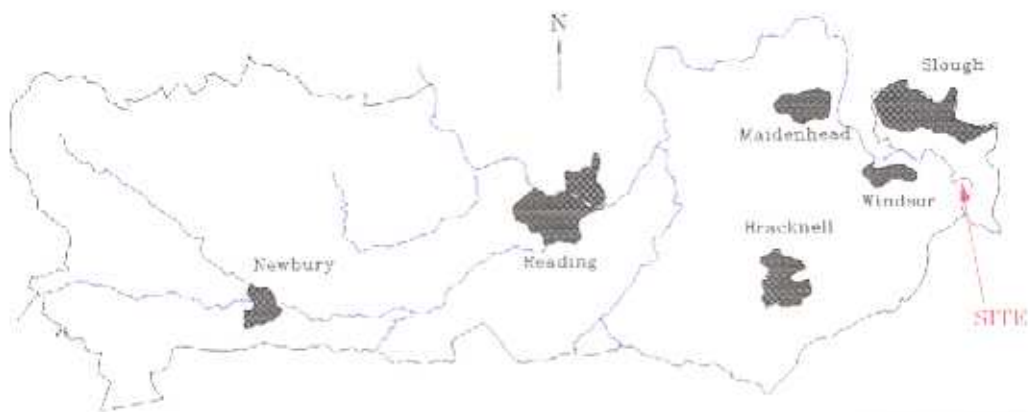 N
Slough
Maidenhead
Windsor
Bracknell
Newbury
Reading
SITE